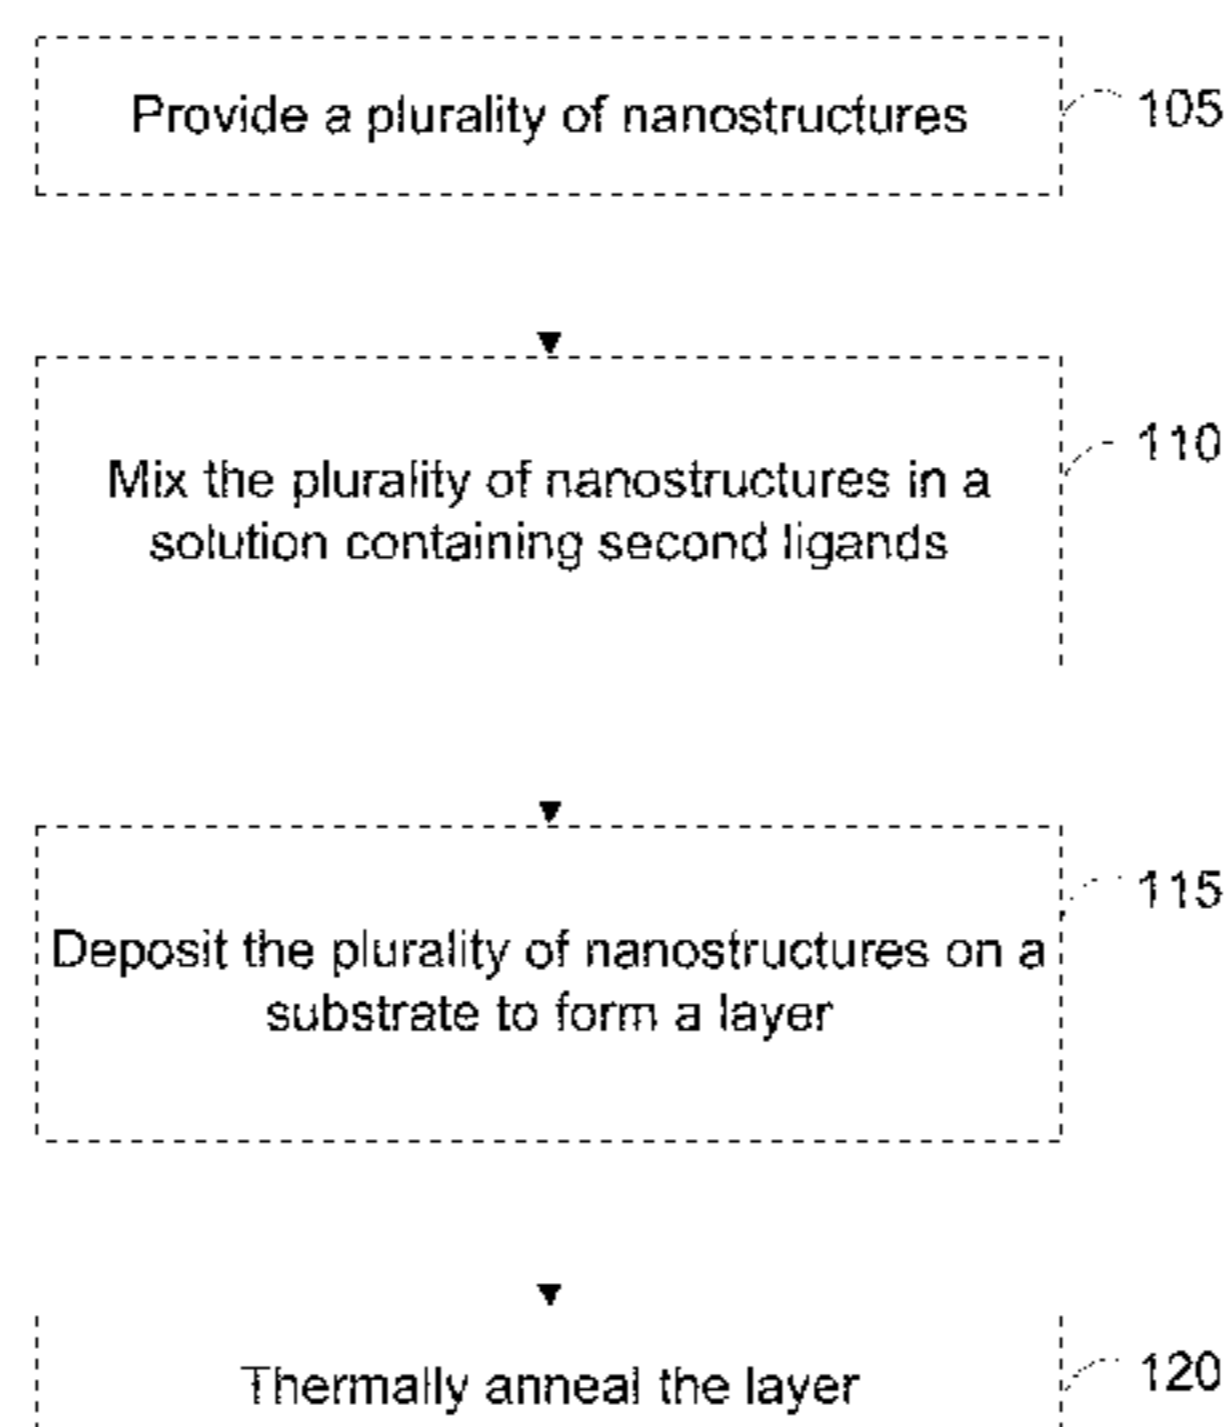 Provide a plurality of nanostructures
105
Mix the plurality of nanostructures in a
solution containing second ligands
110
Deposit the plurality of nanostructures on a
substrate to form a layer
115
Thermally anneal the layer
120